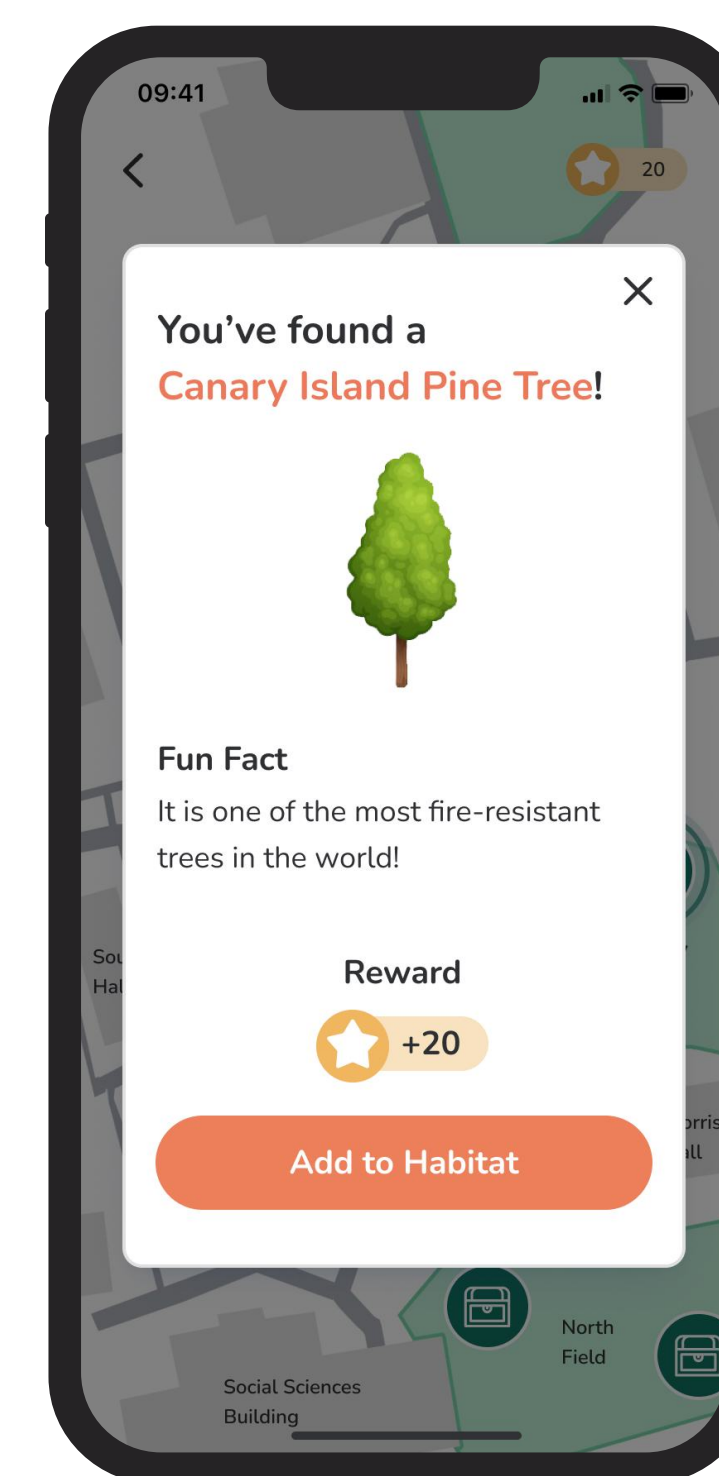 09:41
20
You’ve found a
Canary Island Pine Tree!
Fun Fact
It is one of the most fire-resistant
trees in the world!
Reward
+20
Add to Habitat
North
Field
Social Sciences
Building